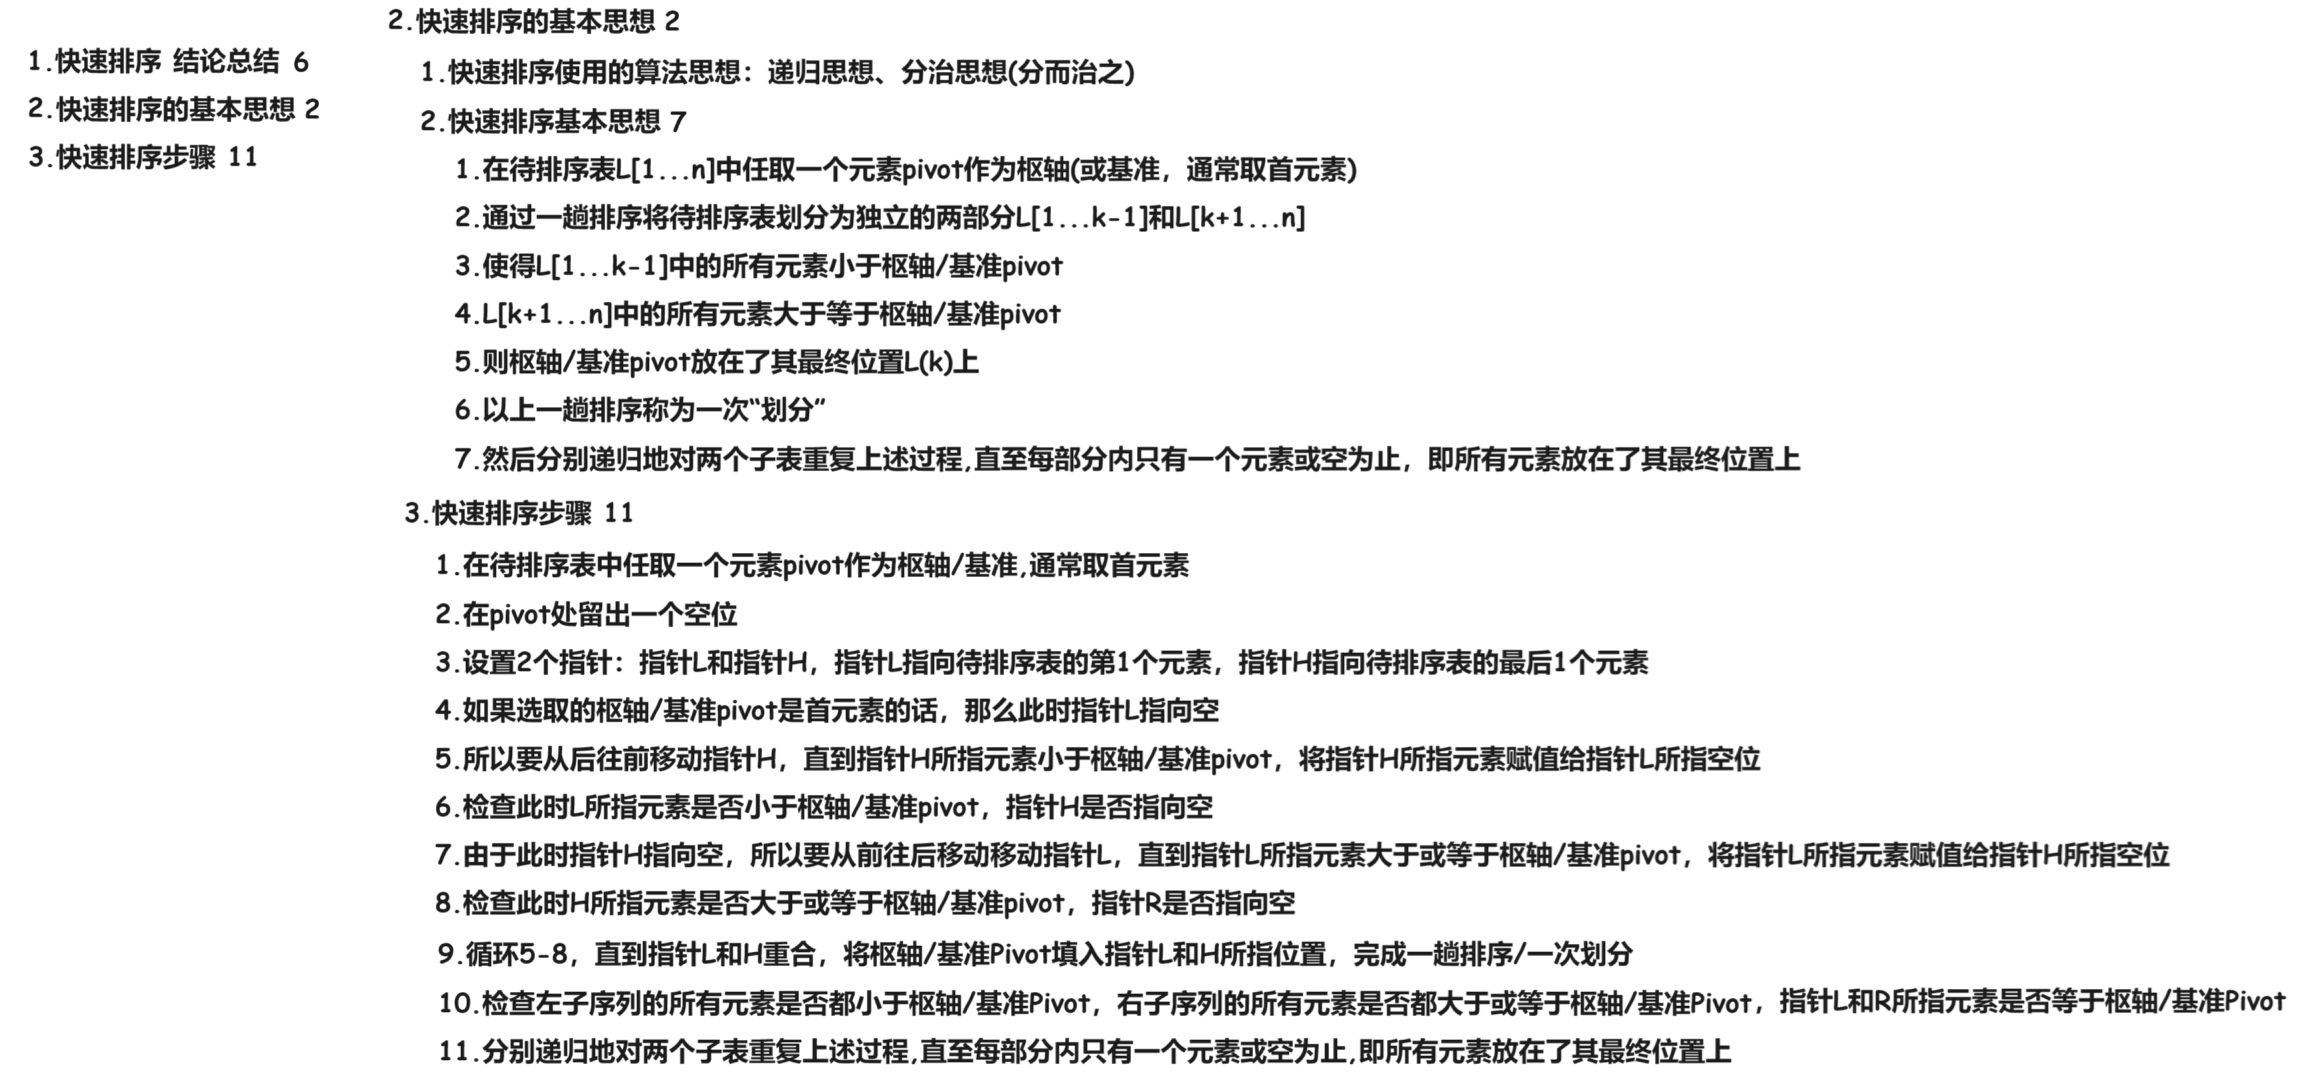 1.快速排序 结论总结 6
2.快速排序的基本思想 2
3.快速排序步骤 11
2.快速排序的基本思想 2
1.快速排序使用的算法思想：递归思想、分治思想(分而治之)
2.快速排序基本思想 7
1.在待排序表L[1...n]中任取一个元素pivot作为枢轴(或基准，通常取首元素)
2.通过一趟排序将待排序表划分为独立的两部分L[1...k-1]和L[k+1...n]
3.使得L[1...k-1]中的所有元素小于枢轴/基准pivot
4.L[k+1...n]中的所有元素大于等于枢轴/基准pivot
5.则枢轴/基准pivot放在了其最终位置L(k)上
6.以上一趟排序称为一次“划分”
7.然后分别递归地对两个子表重复上述过程,直至每部分内只有一个元素或空为止，即所有元素放在了其最终位置上
3.快速排序步骤 11
1.在待排序表中任取一个元素pivot作为枢轴/基准,通常取首元素
2.在pivot处留出一个空位
3.设置2个指针：指针L和指针H，指针L指向待排序表的第1个元素，指针H指向待排序表的最后1个元素
4.如果选取的枢轴/基准pivot是首元素的话，那么此时指针L指向空
5.所以要从后往前移动指针H，直到指针H所指元素小于枢轴/基准pivot，将指针H所指元素赋值给指针L所指空位
6.检查此时L所指元素是否小于枢轴/基准pivot，指针H是否指向空
7.由于此时指针H指向空，所以要从前往后移动移动指针L，直到指针L所指元素大于或等于枢轴/基准pivot，将指针L所指元素赋值给指针H所指空位
8.检查此时H所指元素是否大于或等于枢轴/基准pivot，指针R是否指向空
9.循环5-8，直到指针L和H重合，将枢轴/基准Pivot填入指针L和H所指位置，完成一趟排序/一次划分
10.检查左子序列的所有元素是否都小于枢轴/基准Pivot，右子序列的所有元素是否都大于或等于枢轴/基准Pivot，指针L和R所指元素是否等于枢轴/基准Pivot
11.分别递归地对两个子表重复上述过程,直至每部分内只有一个元素或空为止,即所有元素放在了其最终位置上